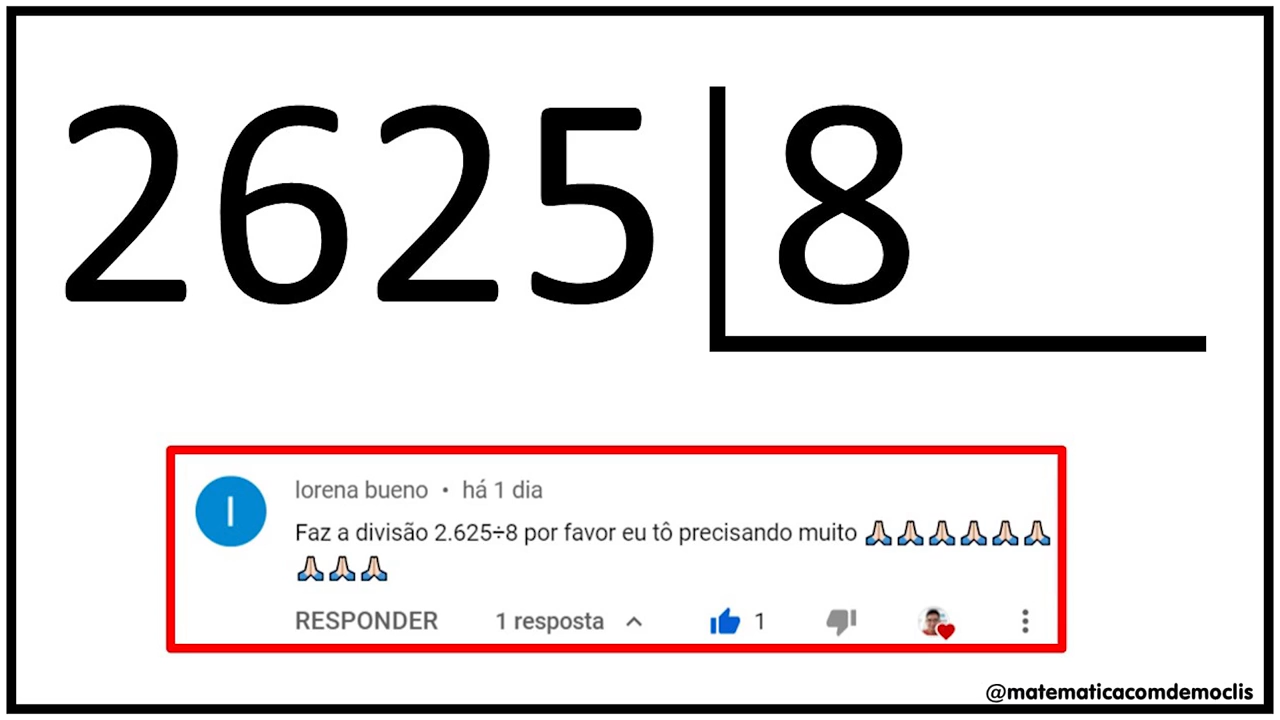 2625 8
lorena bueno • há 1 dia
Faz a divisão 2.625÷8 por favor eu tô precisando muito 🙏🏻🙏🏻🙏🏻🙏🏻🙏🏻🙏🏻
🙏🏻🙏🏻🙏🏻
RESPONDER 1 resposta 1
@matematicacomdemoclis